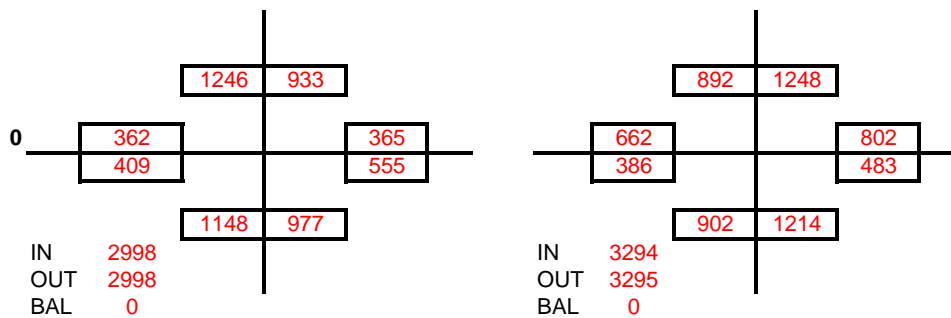 1246 933 892 1248
0 362 365 662 802
409 555 386 483
1148 977 902 1214
IN 2998 IN 3294
OUT 2998 OUT 3295
BAL 0 BAL 0